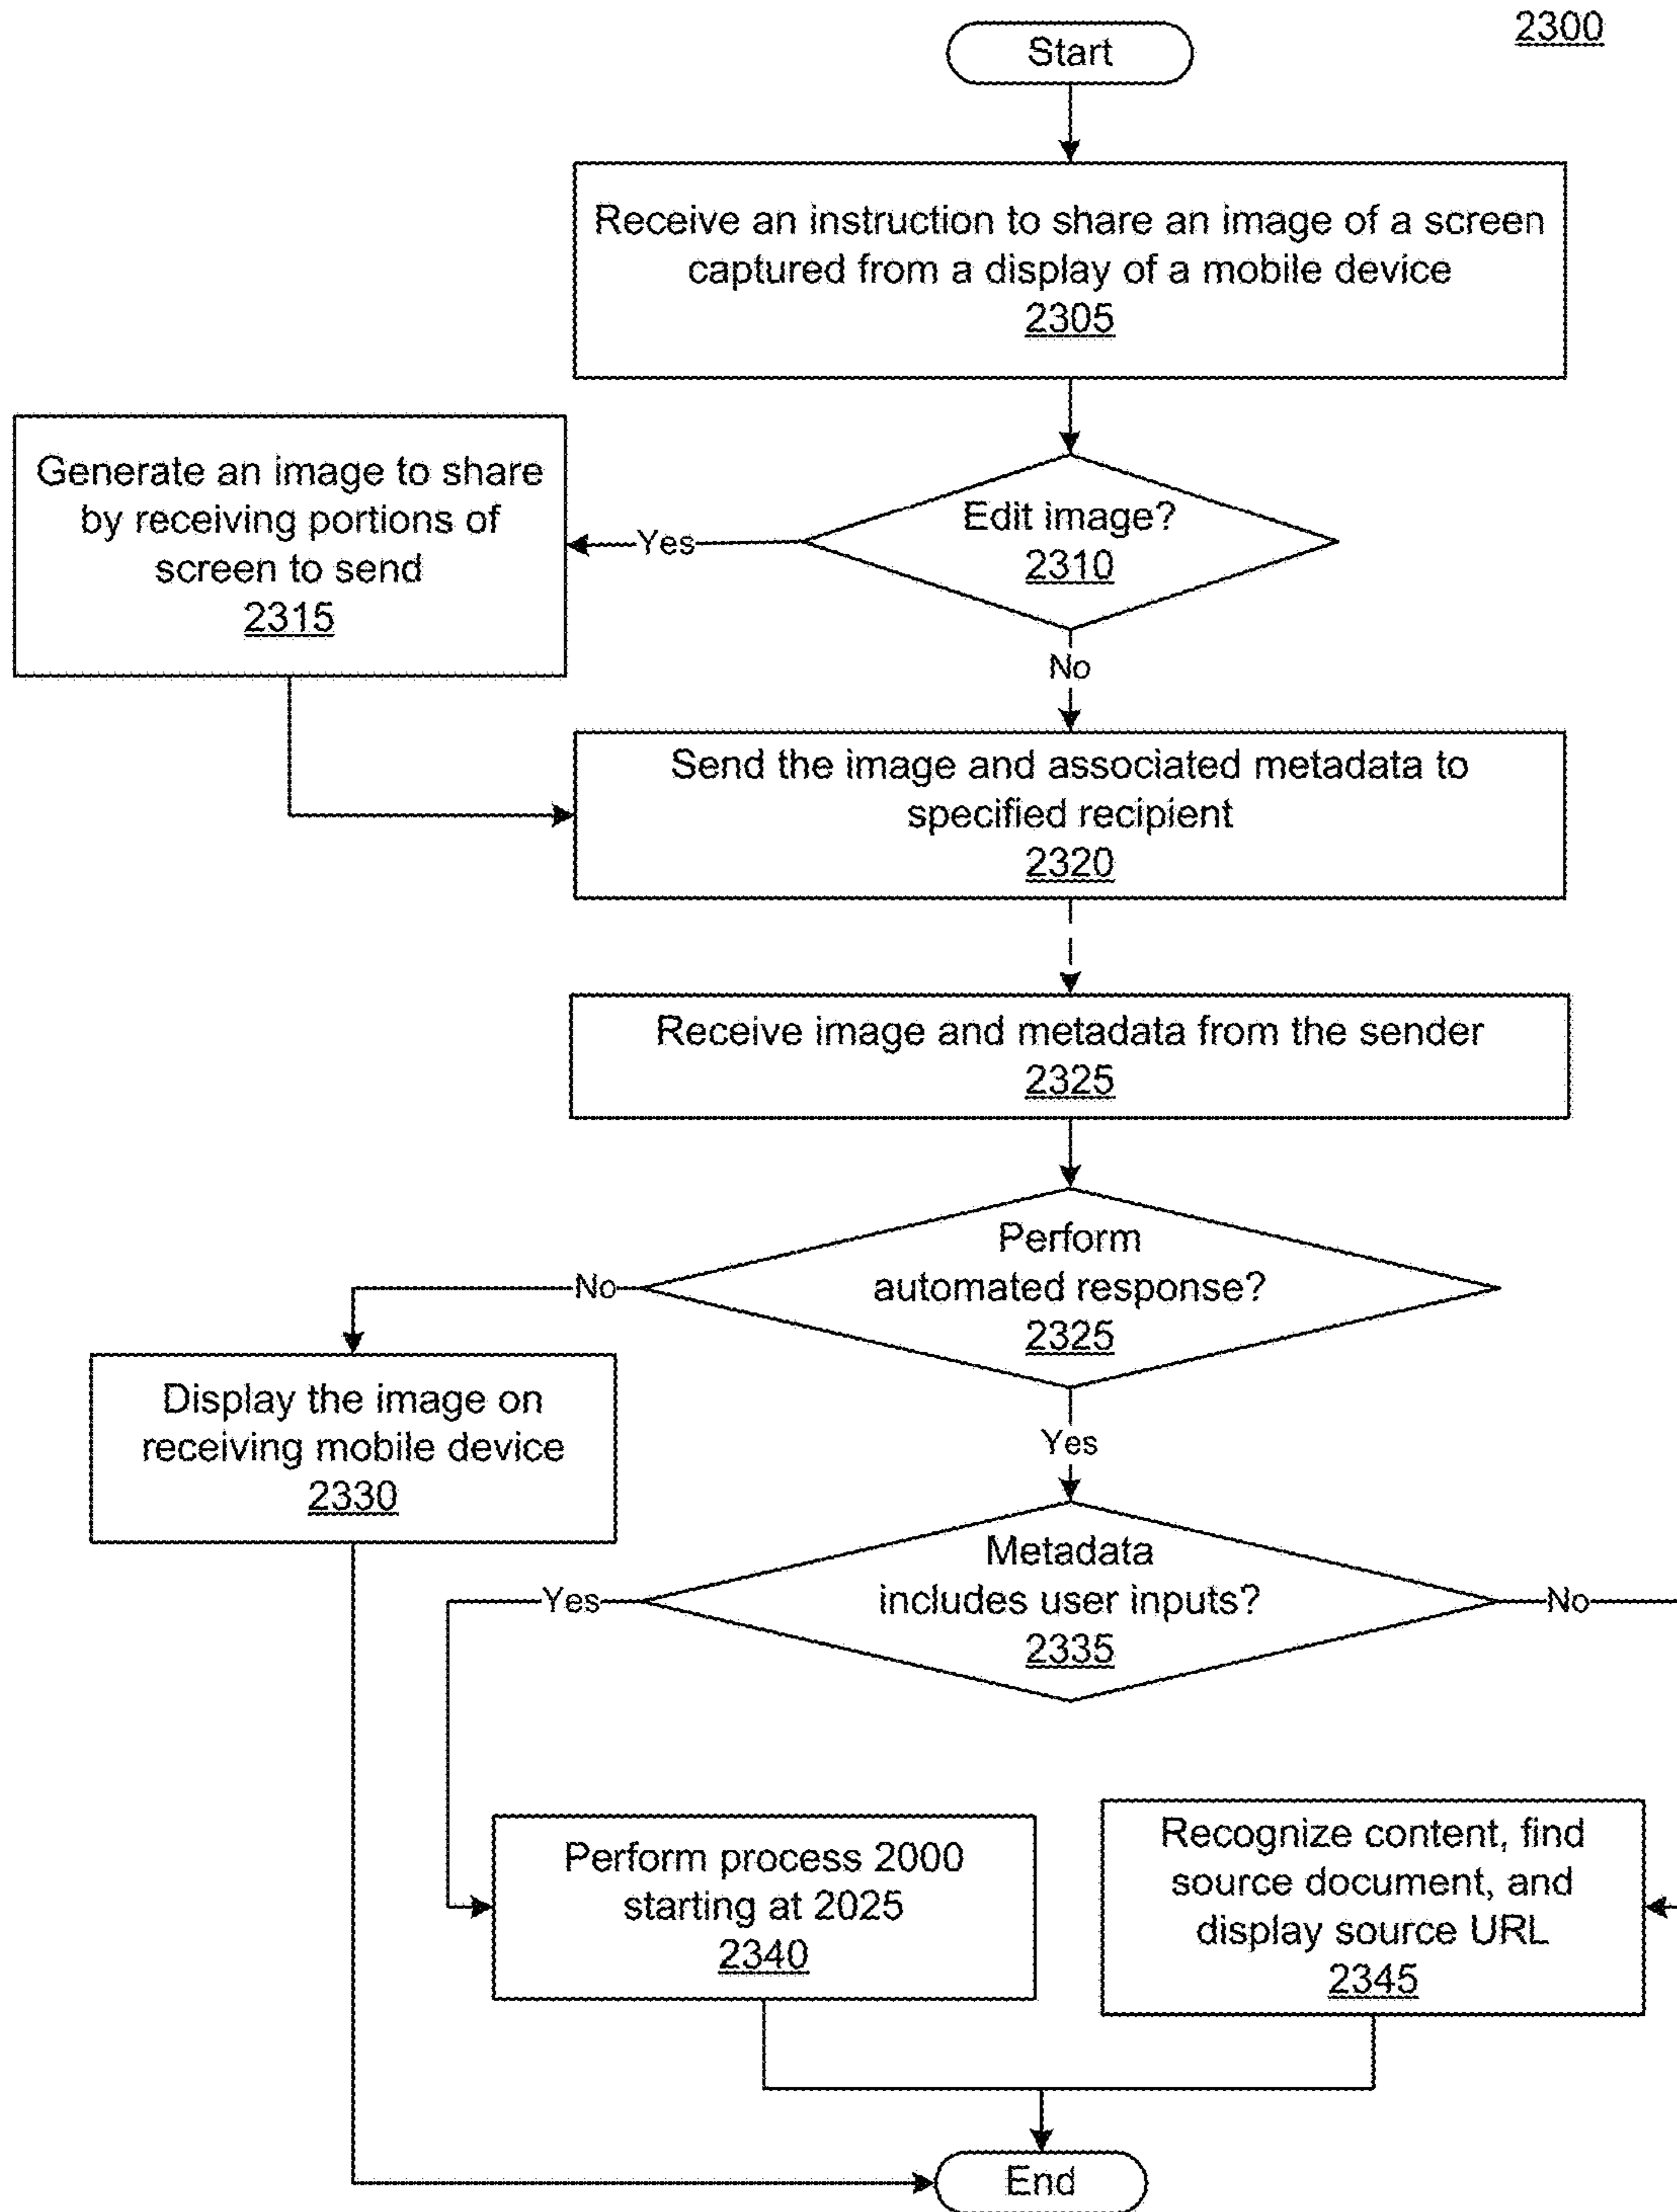 2300
Start
Receive an instruction to share an image of a screen
captured from a display of a mobile device
2305
Edit image?
2310
Yes
Generate an image to share
by receiving portions of
screen to send
2315
No
Send the image and associated metadata to
specified recipient
2320
Receive image and metadata from the sender
2325
Perform
automated response?
2325
No
Display the image on
receiving mobile device
2330
Yes
Metadata
includes user inputs?
2335
Yes
No
Perform process 2000
starting at 2025
2340
Recognize content, find
source document, and
display source URL
2345
End